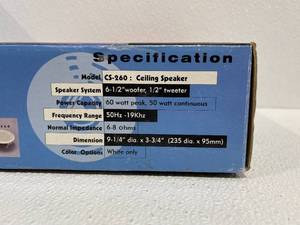 Specification
Model CS-260 : Ceiling Speaker
Speaker System 6-1/2"woofer, 1/2" tweeter
Power Capacity 60 watt peak, 50 watt continuous
Frequency Range 50Hz -19Khz
Normal Impedence 6-8 ohms
Dimension 9-1/4" dia. x 3-3/4" (235 dia. x 95mm)
Color. Options White only